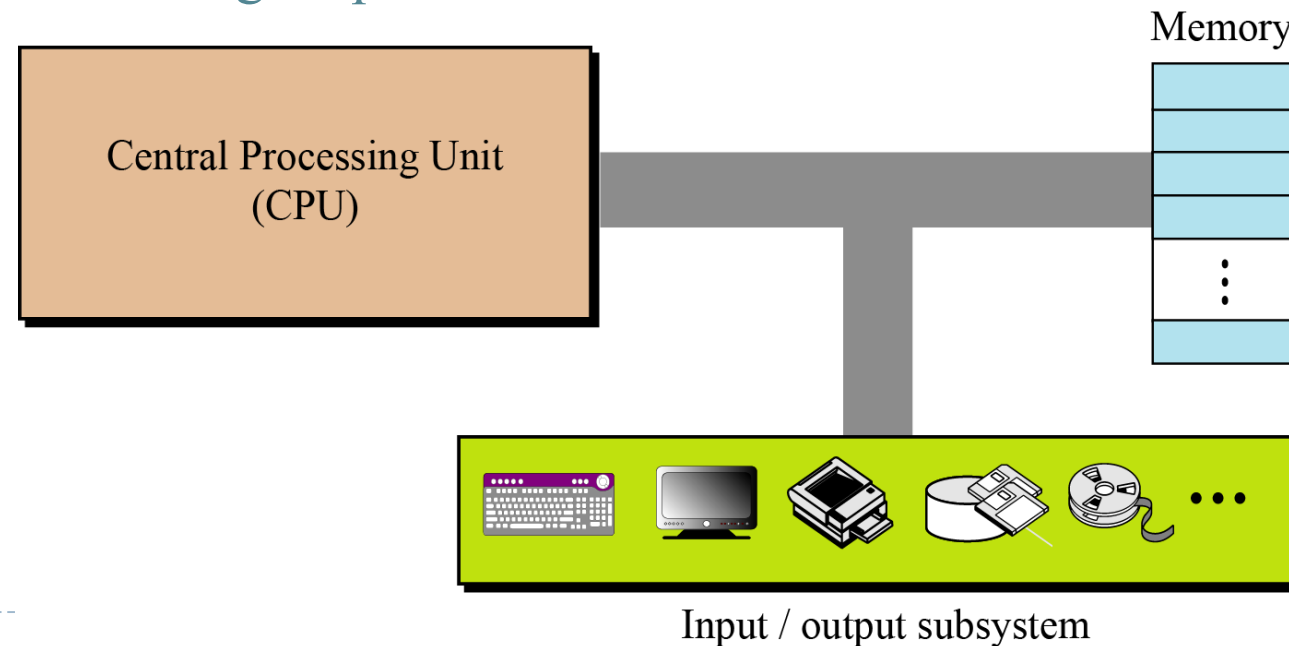 Memory
Central Processing Unit
(CPU)
Input / output subsystem